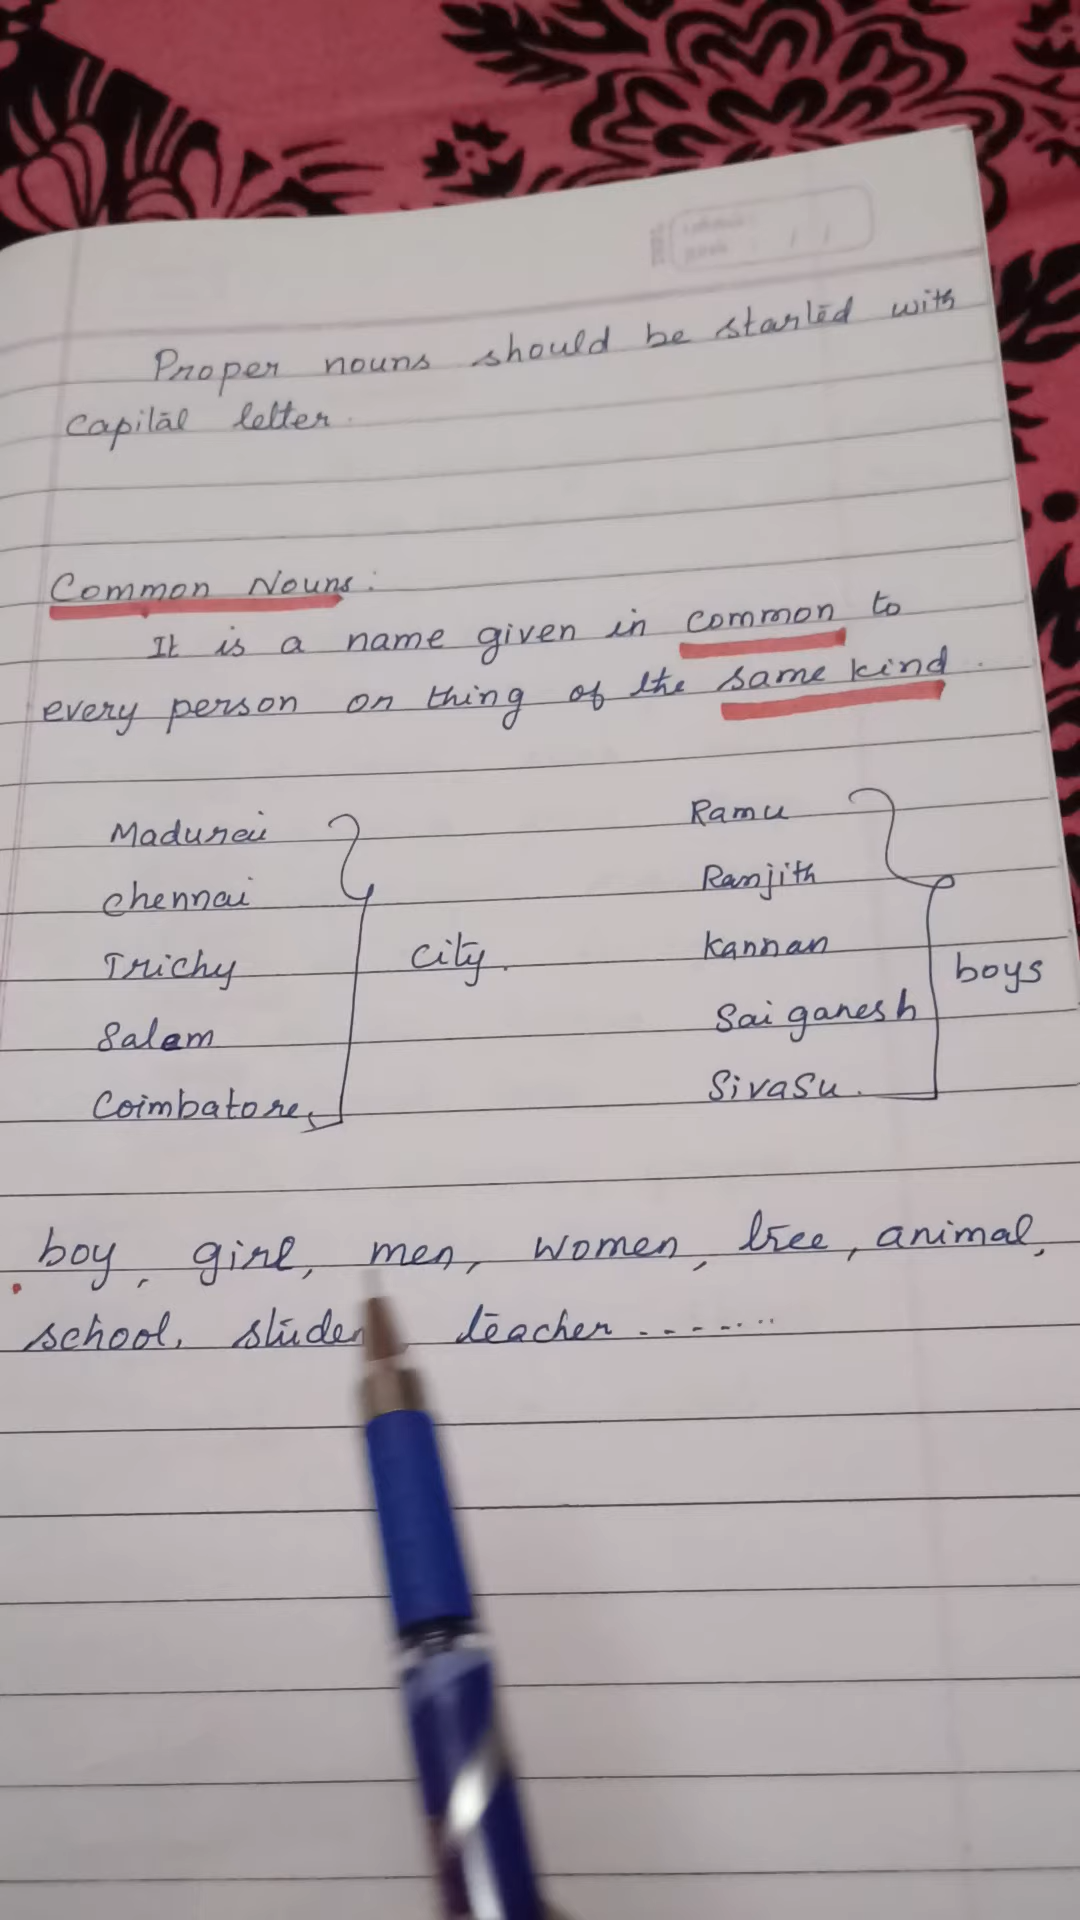 Proper nouns should be started with
capital letter.
Common Nouns:
It is a name given in common to
every person or thing of the same kind.
Madurai
chennai
Trichy
Salem
Coimbatore
City.
Ramu
Ranjith
Kannan
Sai ganesh
Sivasu.
boys
boy, girl, men, women, tree, animal,
school, teacher .......